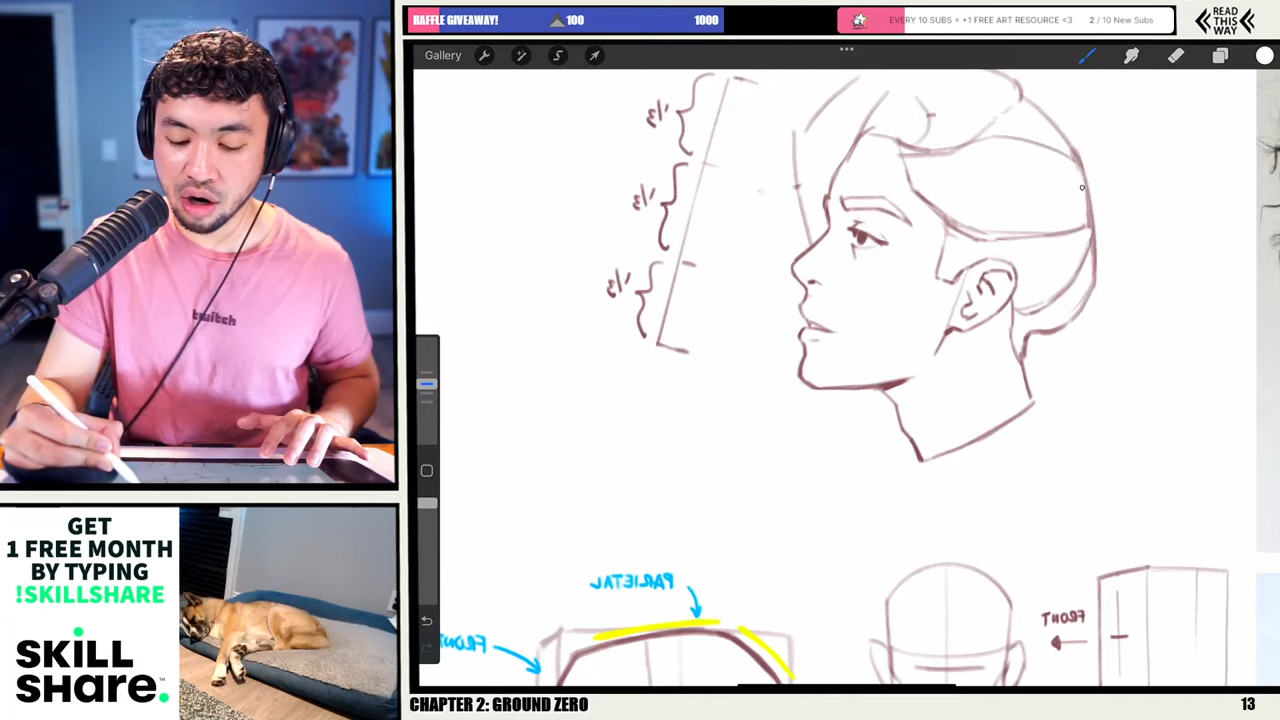 RAFFLE GIVEAWAY!
100
1000
EVERY 10 SUBS = +1 FREE ART RESOURCE <3
2 / 10 New Subs
READ
THIS
WAY
Gallery
1/3
1/3
1/3
twitch
GET
1 FREE MONTH
BY TYPING
!SKILLSHARE
SKILL
SHARE.
PARIETAL
FRONT
CHAPTER 2: GROUND ZERO
13